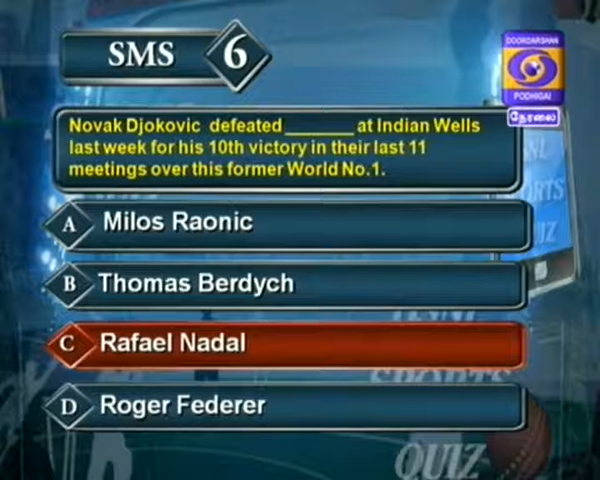 SMS 6
DOORDARSHAN
PODHIGAI
நேரலை
Novak Djokovic defeated _______ at Indian Wells
last week for his 10th victory in their last 11
meetings over this former World No.1.
A Milos Raonic
B Thomas Berdych
C Rafael Nadal
D Roger Federer
SPORTS
QUIZ